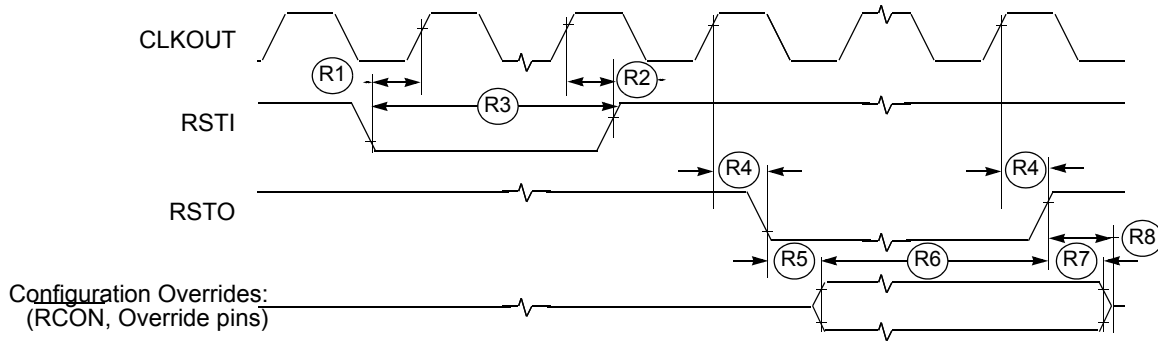 CLKOUT
R1
R2
R3
RSTI
R4
R4
RSTO
R8
R5
R6
R7
Configuration Overrides:
(RCON, Override pins)